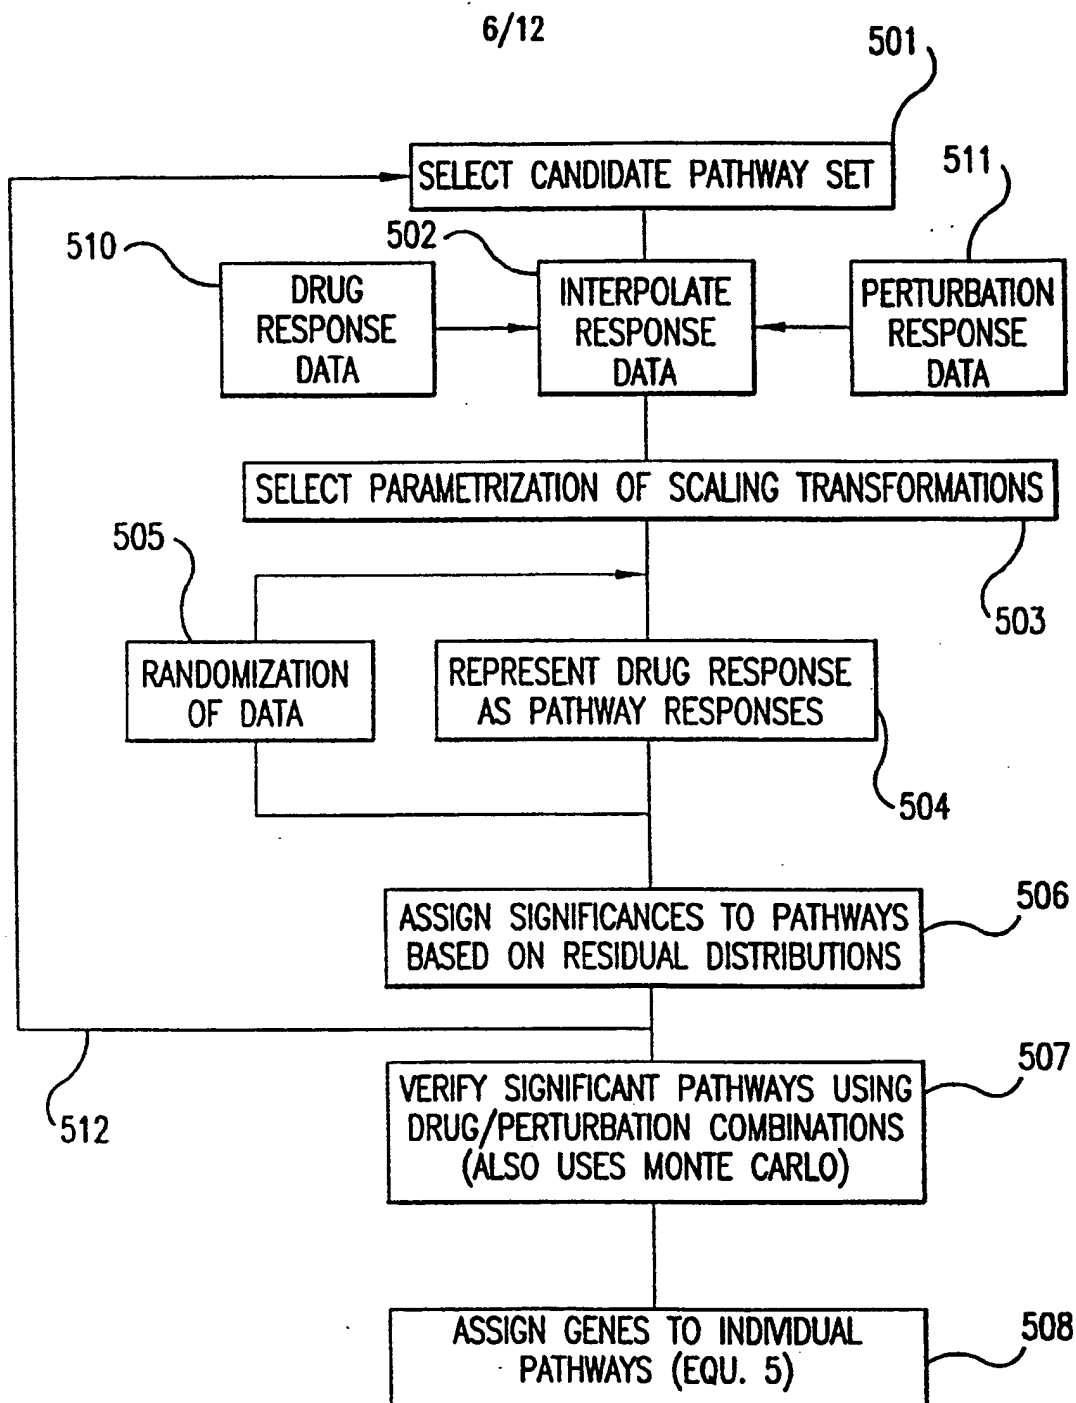 6/12
501
SELECT CANDIDATE PATHWAY SET
511
502
510
DRUG
RESPONSE
DATA
INTERPOLATE
RESPONSE
DATA
PERTURBATION
RESPONSE
DATA
SELECT PARAMETRIZATION OF SCALING TRANSFORMATIONS
503
505
RANDOMIZATION
OF DATA
REPRESENT DRUG RESPONSE
AS PATHWAY RESPONSES
504
ASSIGN SIGNIFICANCES TO PATHWAYS
BASED ON RESIDUAL DISTRIBUTIONS
506
512
VERIFY SIGNIFICANT PATHWAYS USING
DRUG/PERTURBATION COMBINATIONS
(ALSO USES MONTE CARLO)
507
ASSIGN GENES TO INDIVIDUAL
PATHWAYS (EQU. 5)
508